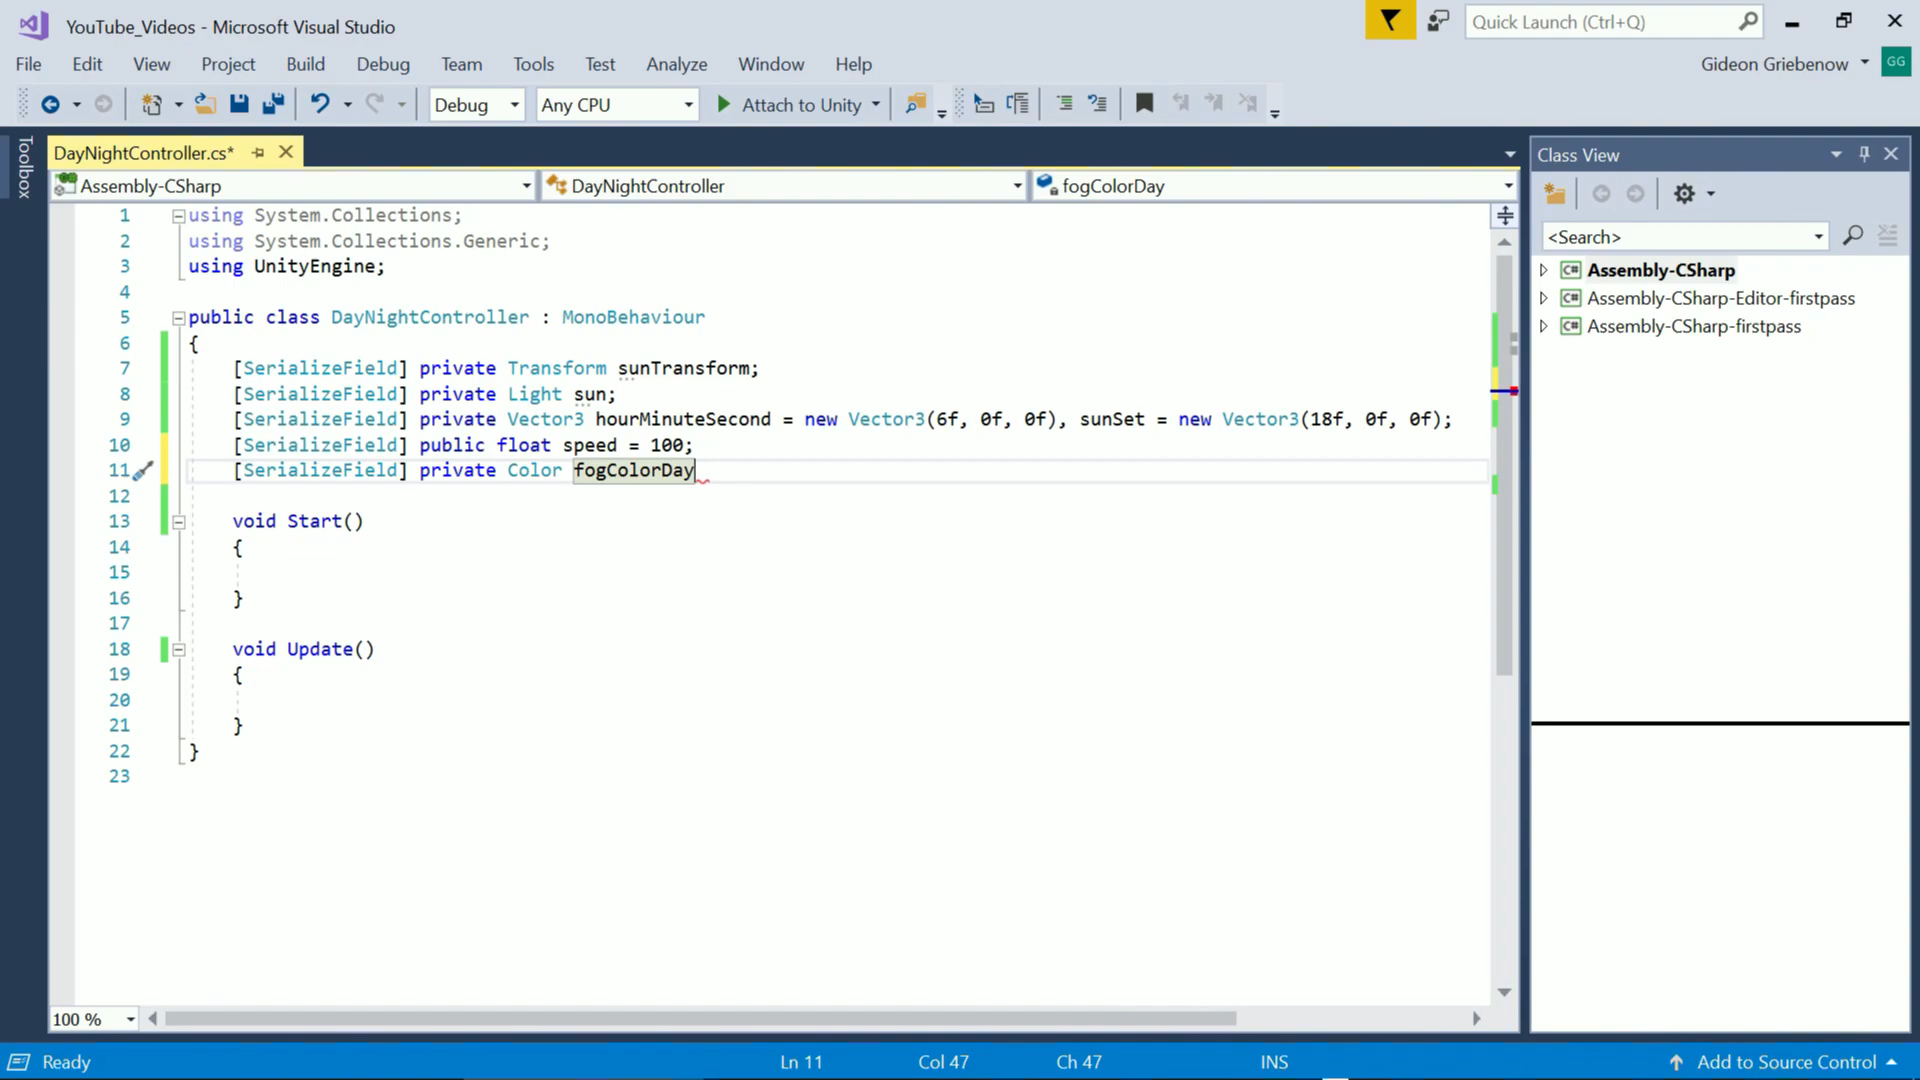 YouTube_Videos - Microsoft Visual Studio
Quick Launch (Ctrl+Q)
File Edit View Project Build Debug Team Tools Test Analyze Window Help
Gideon Griebenow
GG
Debug
Any CPU
Attach to Unity
Toolbox
DayNightController.cs*
Assembly-CSharp
DayNightController
fogColorDay
1 using System.Collections;
2 using System.Collections.Generic;
3 using UnityEngine;
4
5 public class DayNightController : MonoBehaviour
6 {
7 [SerializeField] private Transform sunTransform;
8 [SerializeField] private Light sun;
9 [SerializeField] private Vector3 hourMinuteSecond = new Vector3(6f, 0f, 0f), sunSet = new Vector3(18f, 0f, 0f);
10 [SerializeField] public float speed = 100;
11 [SerializeField] private Color fogColorDay
12
13 void Start()
14 {
15
16 }
17
18 void Update()
19 {
20
21 }
22 }
23
100 %
Class View
<Search>
C# Assembly-CSharp
C# Assembly-CSharp-Editor-firstpass
C# Assembly-CSharp-firstpass
Ready
Ln 11
Col 47
Ch 47
INS
Add to Source Control